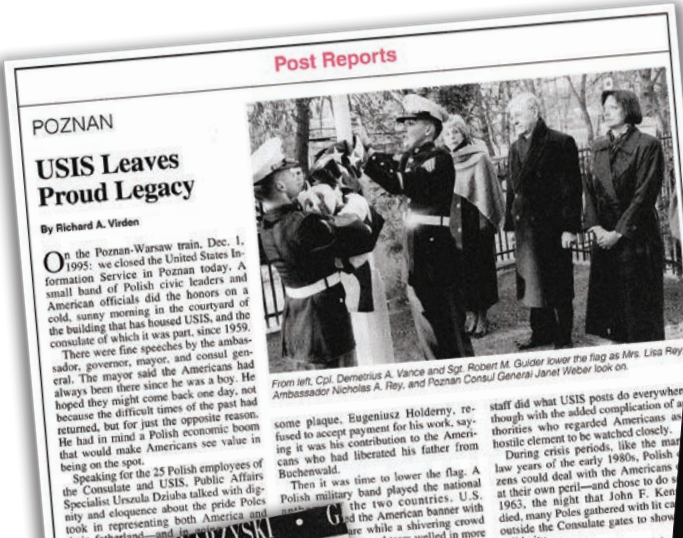 Post Reports
POZNAN
USIS Leaves
Proud Legacy
By Richard A. Virden
On the Poznan-Warsaw train, Dec. 1,
1995: we closed the United States In-
formation Service in Poznan today. A
small band of Polish civic leaders and
American officials did the honors on a
cold, sunny morning in the courtyard of
the building that has housed USIS, and the
consulate of which it was part, since 1959.
There were fine speeches by the ambas-
sador, governor, mayor, and consul gen-
eral. The mayor said the Americans had
always been there since he was a boy. He
hoped they might come back one day, not
because the difficult times of the past had
returned, but for just the opposite reason.
He had in mind a Polish economic boom
that would make Americans see value in
being on the spot.
Speaking for the 25 Polish employees of
the Consulate and USIS, Public Affairs
Specialist Urszula Dziuba talked with dig-
nity and eloquence about the pride Poles
took in representing both America and
fatherland—and in
From left, Cpl. Demetrius A. Vance and Sgt. Robert M. Guider lower the flag as Mrs. Lisa Rey,
Ambassador Nicholas A. Rey, and Poznan Consul General Janet Weber look on.
some plaque, Eugeniusz Holderny, re-
fused to accept payment for his work, say-
ing it was his contribution to the Ameri-
cans who had liberated his father from
Buchenwald.
Then it was time to lower the flag. A
Polish military band played the national
the two countries. U.S.
ed the American banner with
are while a shivering crowd
welled in more
staff did what USIS posts do everywher
though with the added complication of a
thorities who regarded Americans as
hostile element to be watched closely.
During crisis periods, like the mar
law years of the early 1980s, Polish
zens could deal with the Americans
at their own peril—and chose to do s
1963, the night that John F. Ken
died, many Poles gathered with lit ca
outside the Consulate gates to show
ZYSKI • G